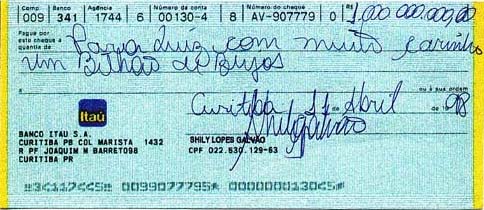 Comp Banco Agência Número da conta Cheque nº
009 341 1744 6 00130-4 8 AV-907779 0 R$ 1.000.000.000,00
Pague por este cheque a quantia de Para Luiz com muito carinho
Um Bilhão de Beijos
a ou à sua ordem
Curitiba 11 de Abril de 98
Itaú
BANCO ITAU S.A.
CURITIBA PB COL MARISTA 1432
R PF JOAQUIM M BARRETO98
CURITIBA PR
SHILY LOPES GALVÃO
CPF 022.630.129-63